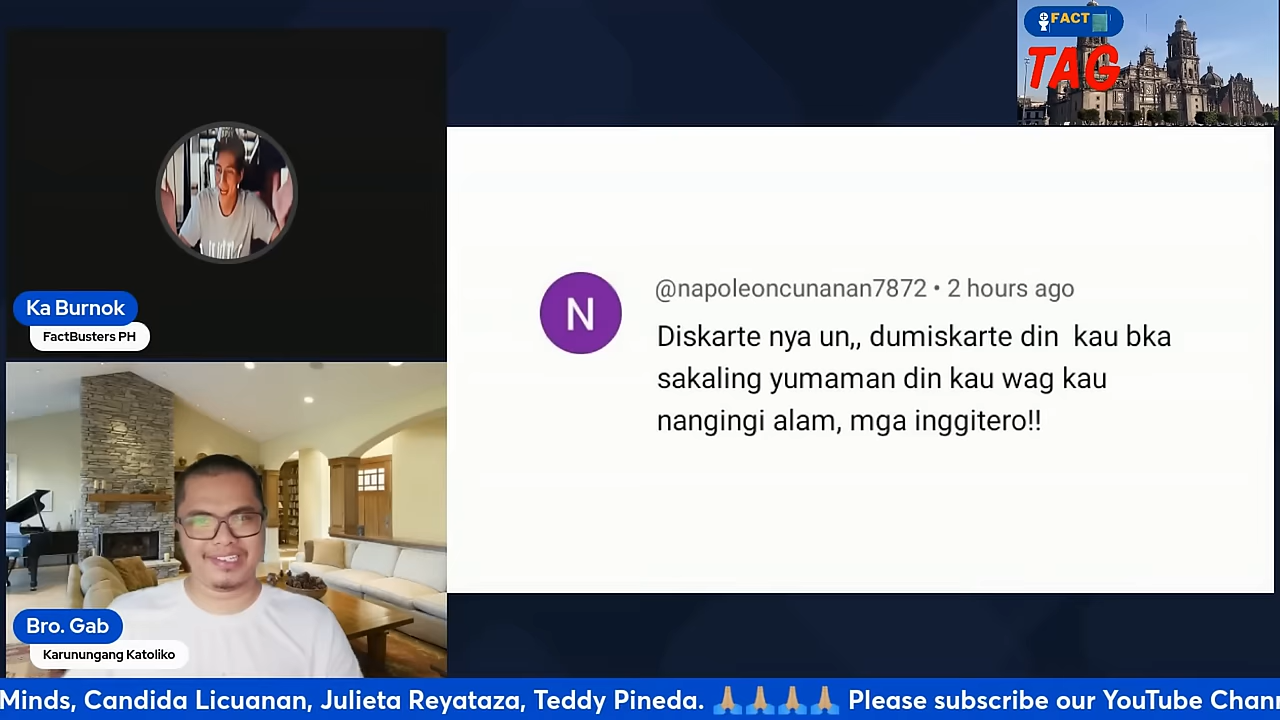 FACT
TAG
@napoleoncunanan7872 • 2 hours ago
Diskarte nya un,, dumiskarte din kau bka
sakaling yumaman din kau wag kau
nangingi alam, mga inggitero!!
N
Ka Burnok
FactBusters PH
Bro. Gab
Karunungang Katoliko
Minds, Candida Licuanan, Julieta Reyataza, Teddy Pineda. 🙏🙏🙏🙏 Please subscribe our YouTube Chan